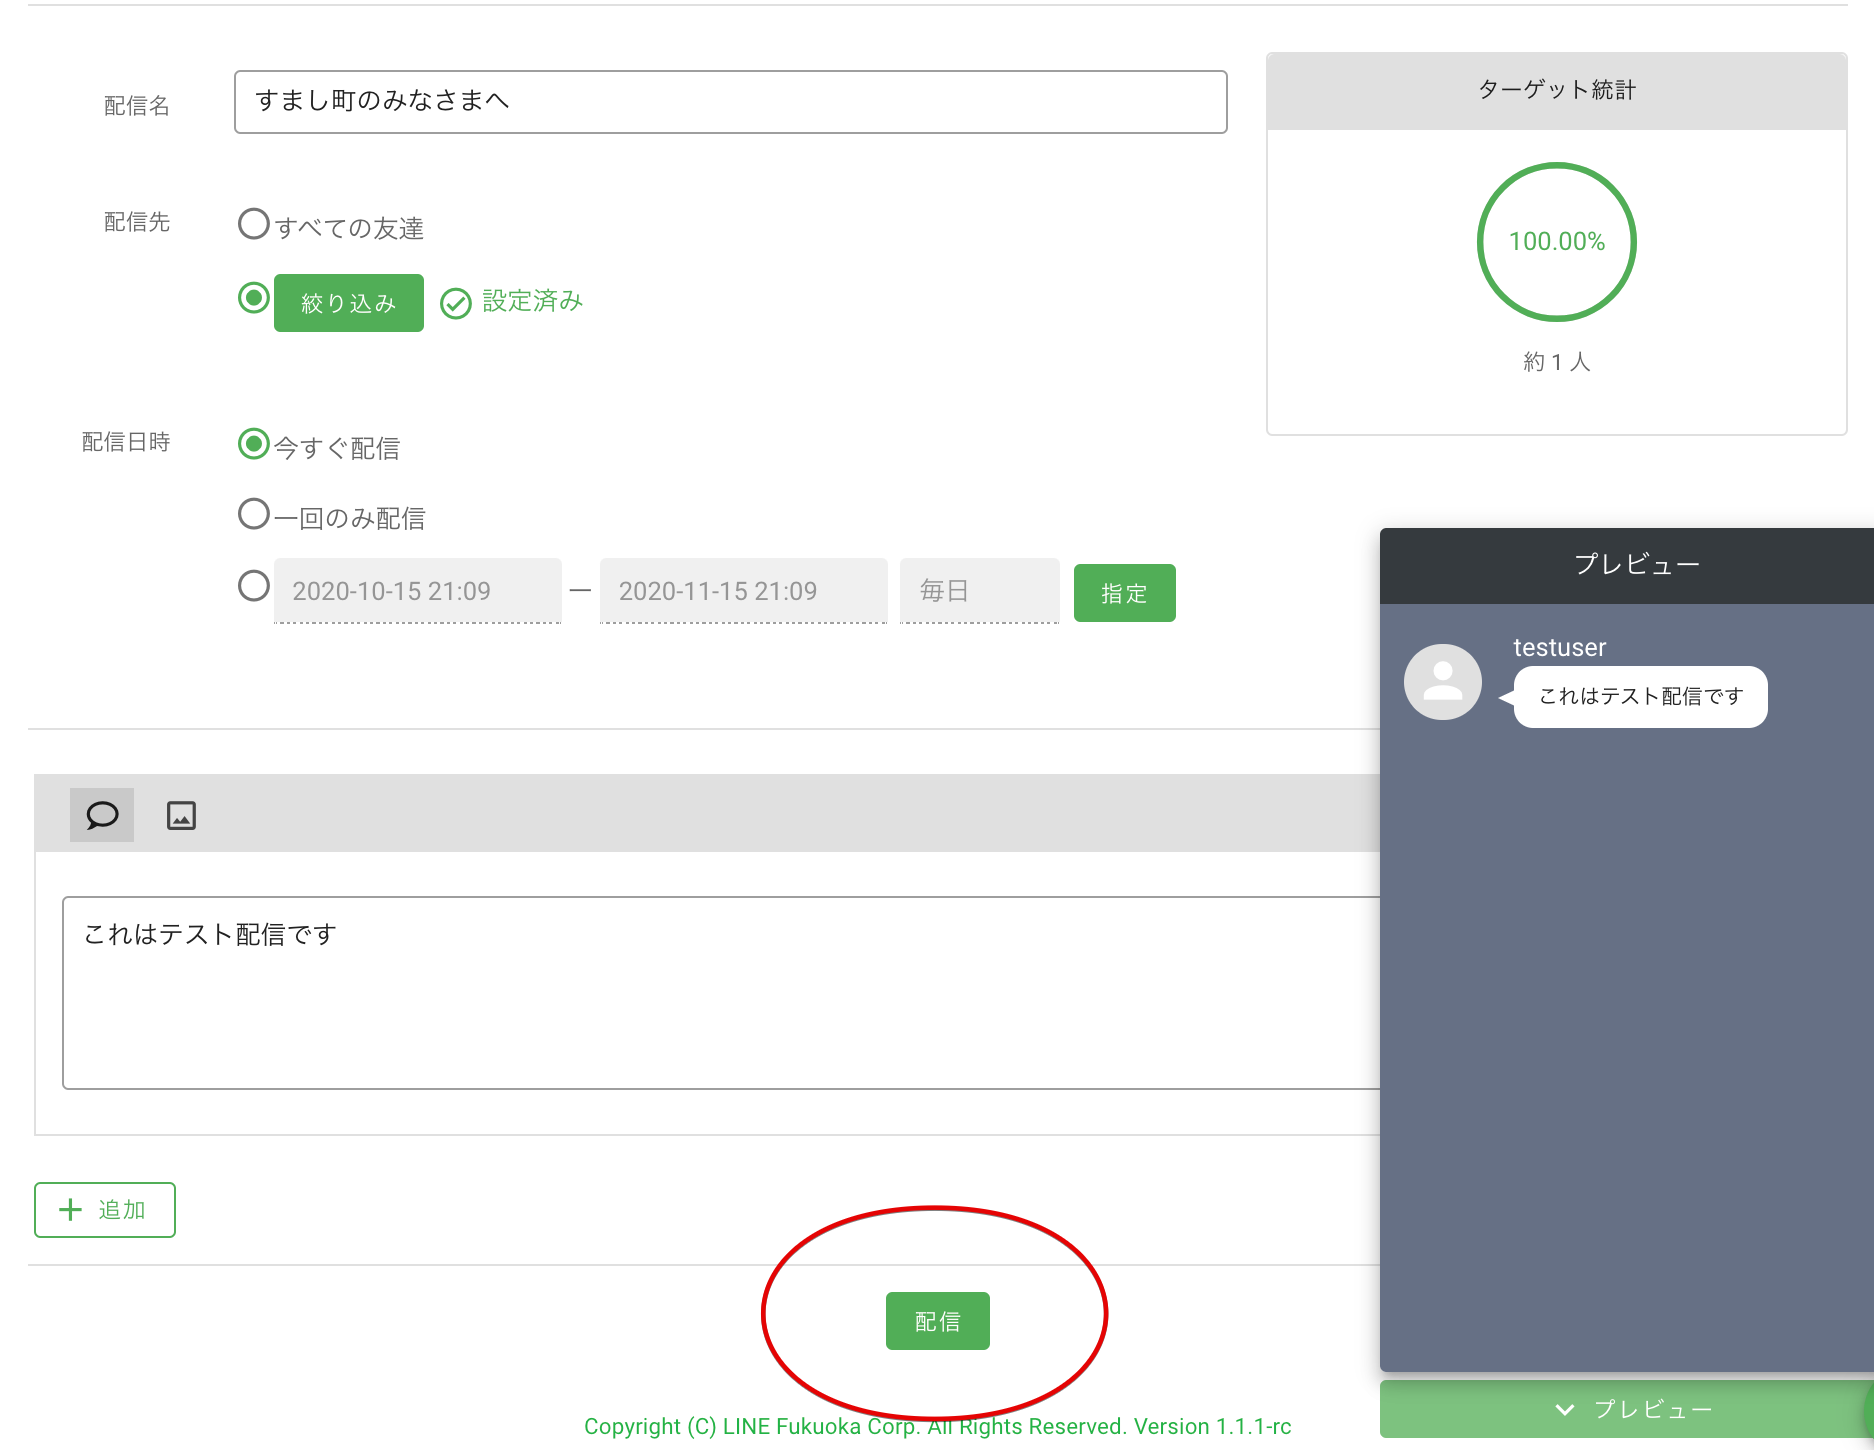 配信名
すまし町のみなさまへ
ターゲット統計
100.00%
約 1 人
配信先
すべての友達
絞り込み
設定済み
配信日時
今すぐ配信
一回のみ配信
2020-10-15 21:09 — 2020-11-15 21:09 毎日 指定
プレビュー
testuser
これはテスト配信です
これはテスト配信です
追加
配信
プレビュー
Copyright (C) LINE Fukuoka Corp. All Rights Reserved. Version 1.1.1-rc